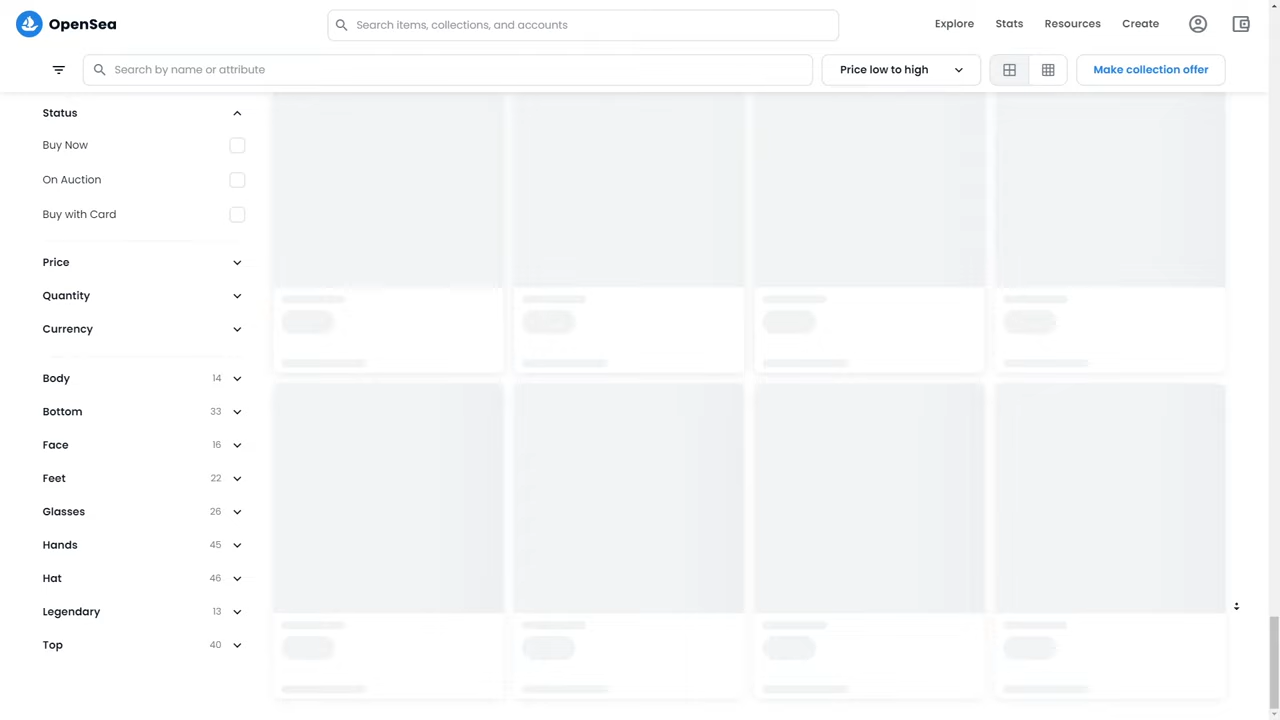 OpenSea
Search items, collections, and accounts
Explore
Stats
Resources
Create
Search by name or attribute
Price low to high
Make collection offer
Status
Buy Now
On Auction
Buy with Card
Price
Quantity
Currency
Body 14
Bottom 33
Face 16
Feet 22
Glasses 26
Hands 45
Hat 46
Legendary 13
Top 40